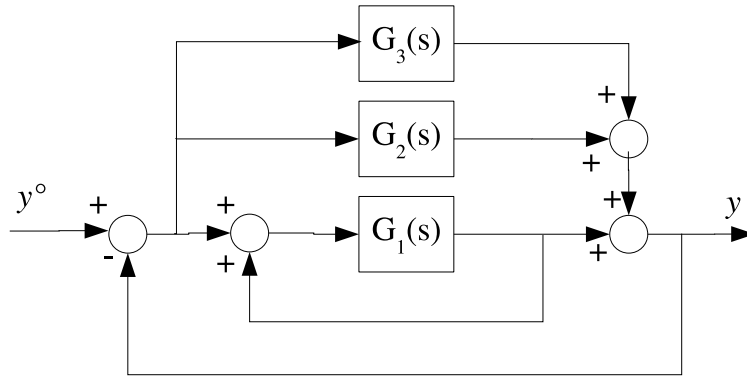 G₃(s)
+
G₂(s)
+
y°
+
+
+
y
G₁(s)
-
+
+